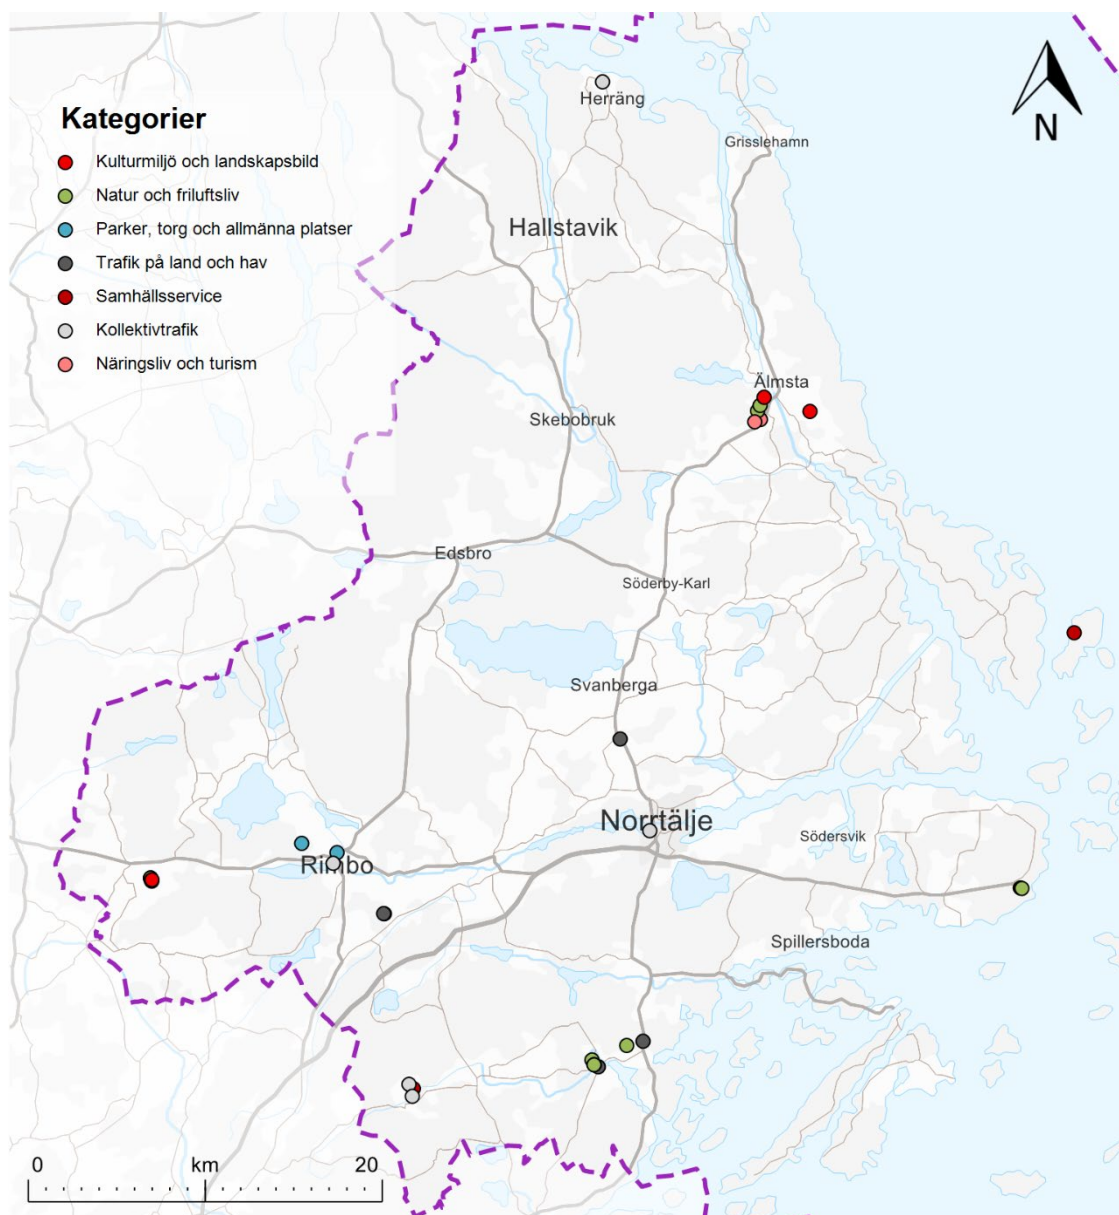 Herräng
Grisslehamn
N
Kategorier
Kulturmiljö och landskapsbild
Natur och friluftsliv
Parker, torg och allmänna platser
Trafik på land och hav
Samhällsservice
Kollektivtrafik
Näringsliv och turism
Hallstavik
Älmsta
Skebobruk
Edsbro
Söderby-Karl
Svanberga
Norrtälje
Södersvik
Rimbo
Spillersboda
0 km 20